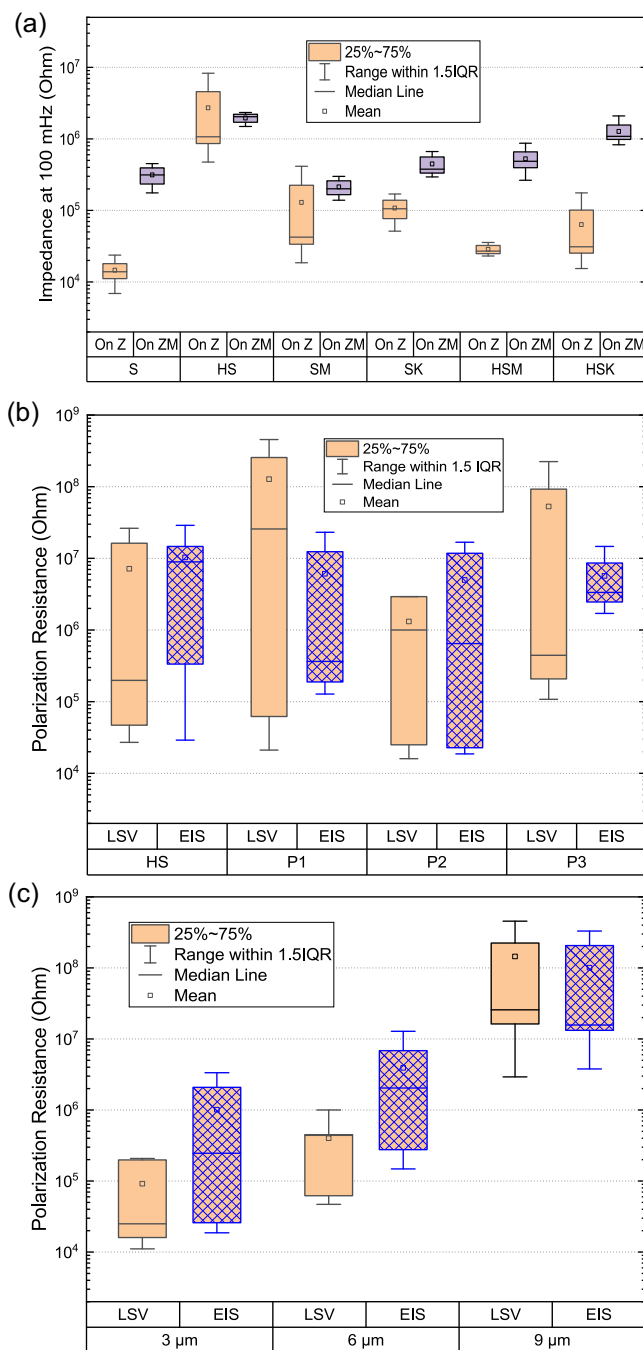 (a)
25%~75%
Range within 1.5IQR
Median Line
Mean
Impedance at 100 mHz (Ohm)
10^7
10^6
10^5
10^4
On Z On ZM On Z On ZM On Z On ZM On Z On ZM On Z On ZM On Z On ZM
S HS SM SK HSM HSK
(b)
25%~75%
Range within 1.5 IQR
Median Line
Mean
Polarization Resistance (Ohm)
10^9
10^8
10^7
10^6
10^5
10^4
LSV EIS LSV EIS LSV EIS LSV EIS
HS P1 P2 P3
(c)
25%~75%
Range within 1.5IQR
Median Line
Mean
Polarization Resistance (Ohm)
10^9
10^8
10^7
10^6
10^5
10^4
LSV EIS LSV EIS LSV EIS
3 µm 6 µm 9 µm